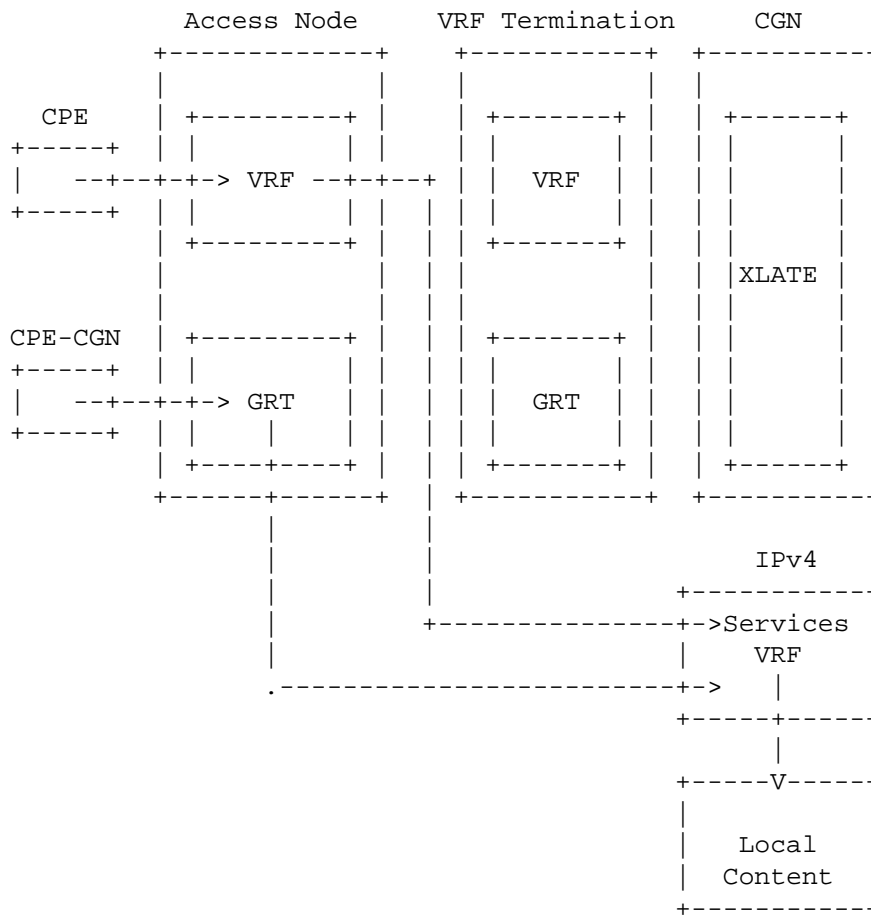 Access Node VRF Termination CGN
CPE
VRF VRF
XLATE
CPE-CGN
GRT GRT
IPv4
Services
VRF
Local
Content